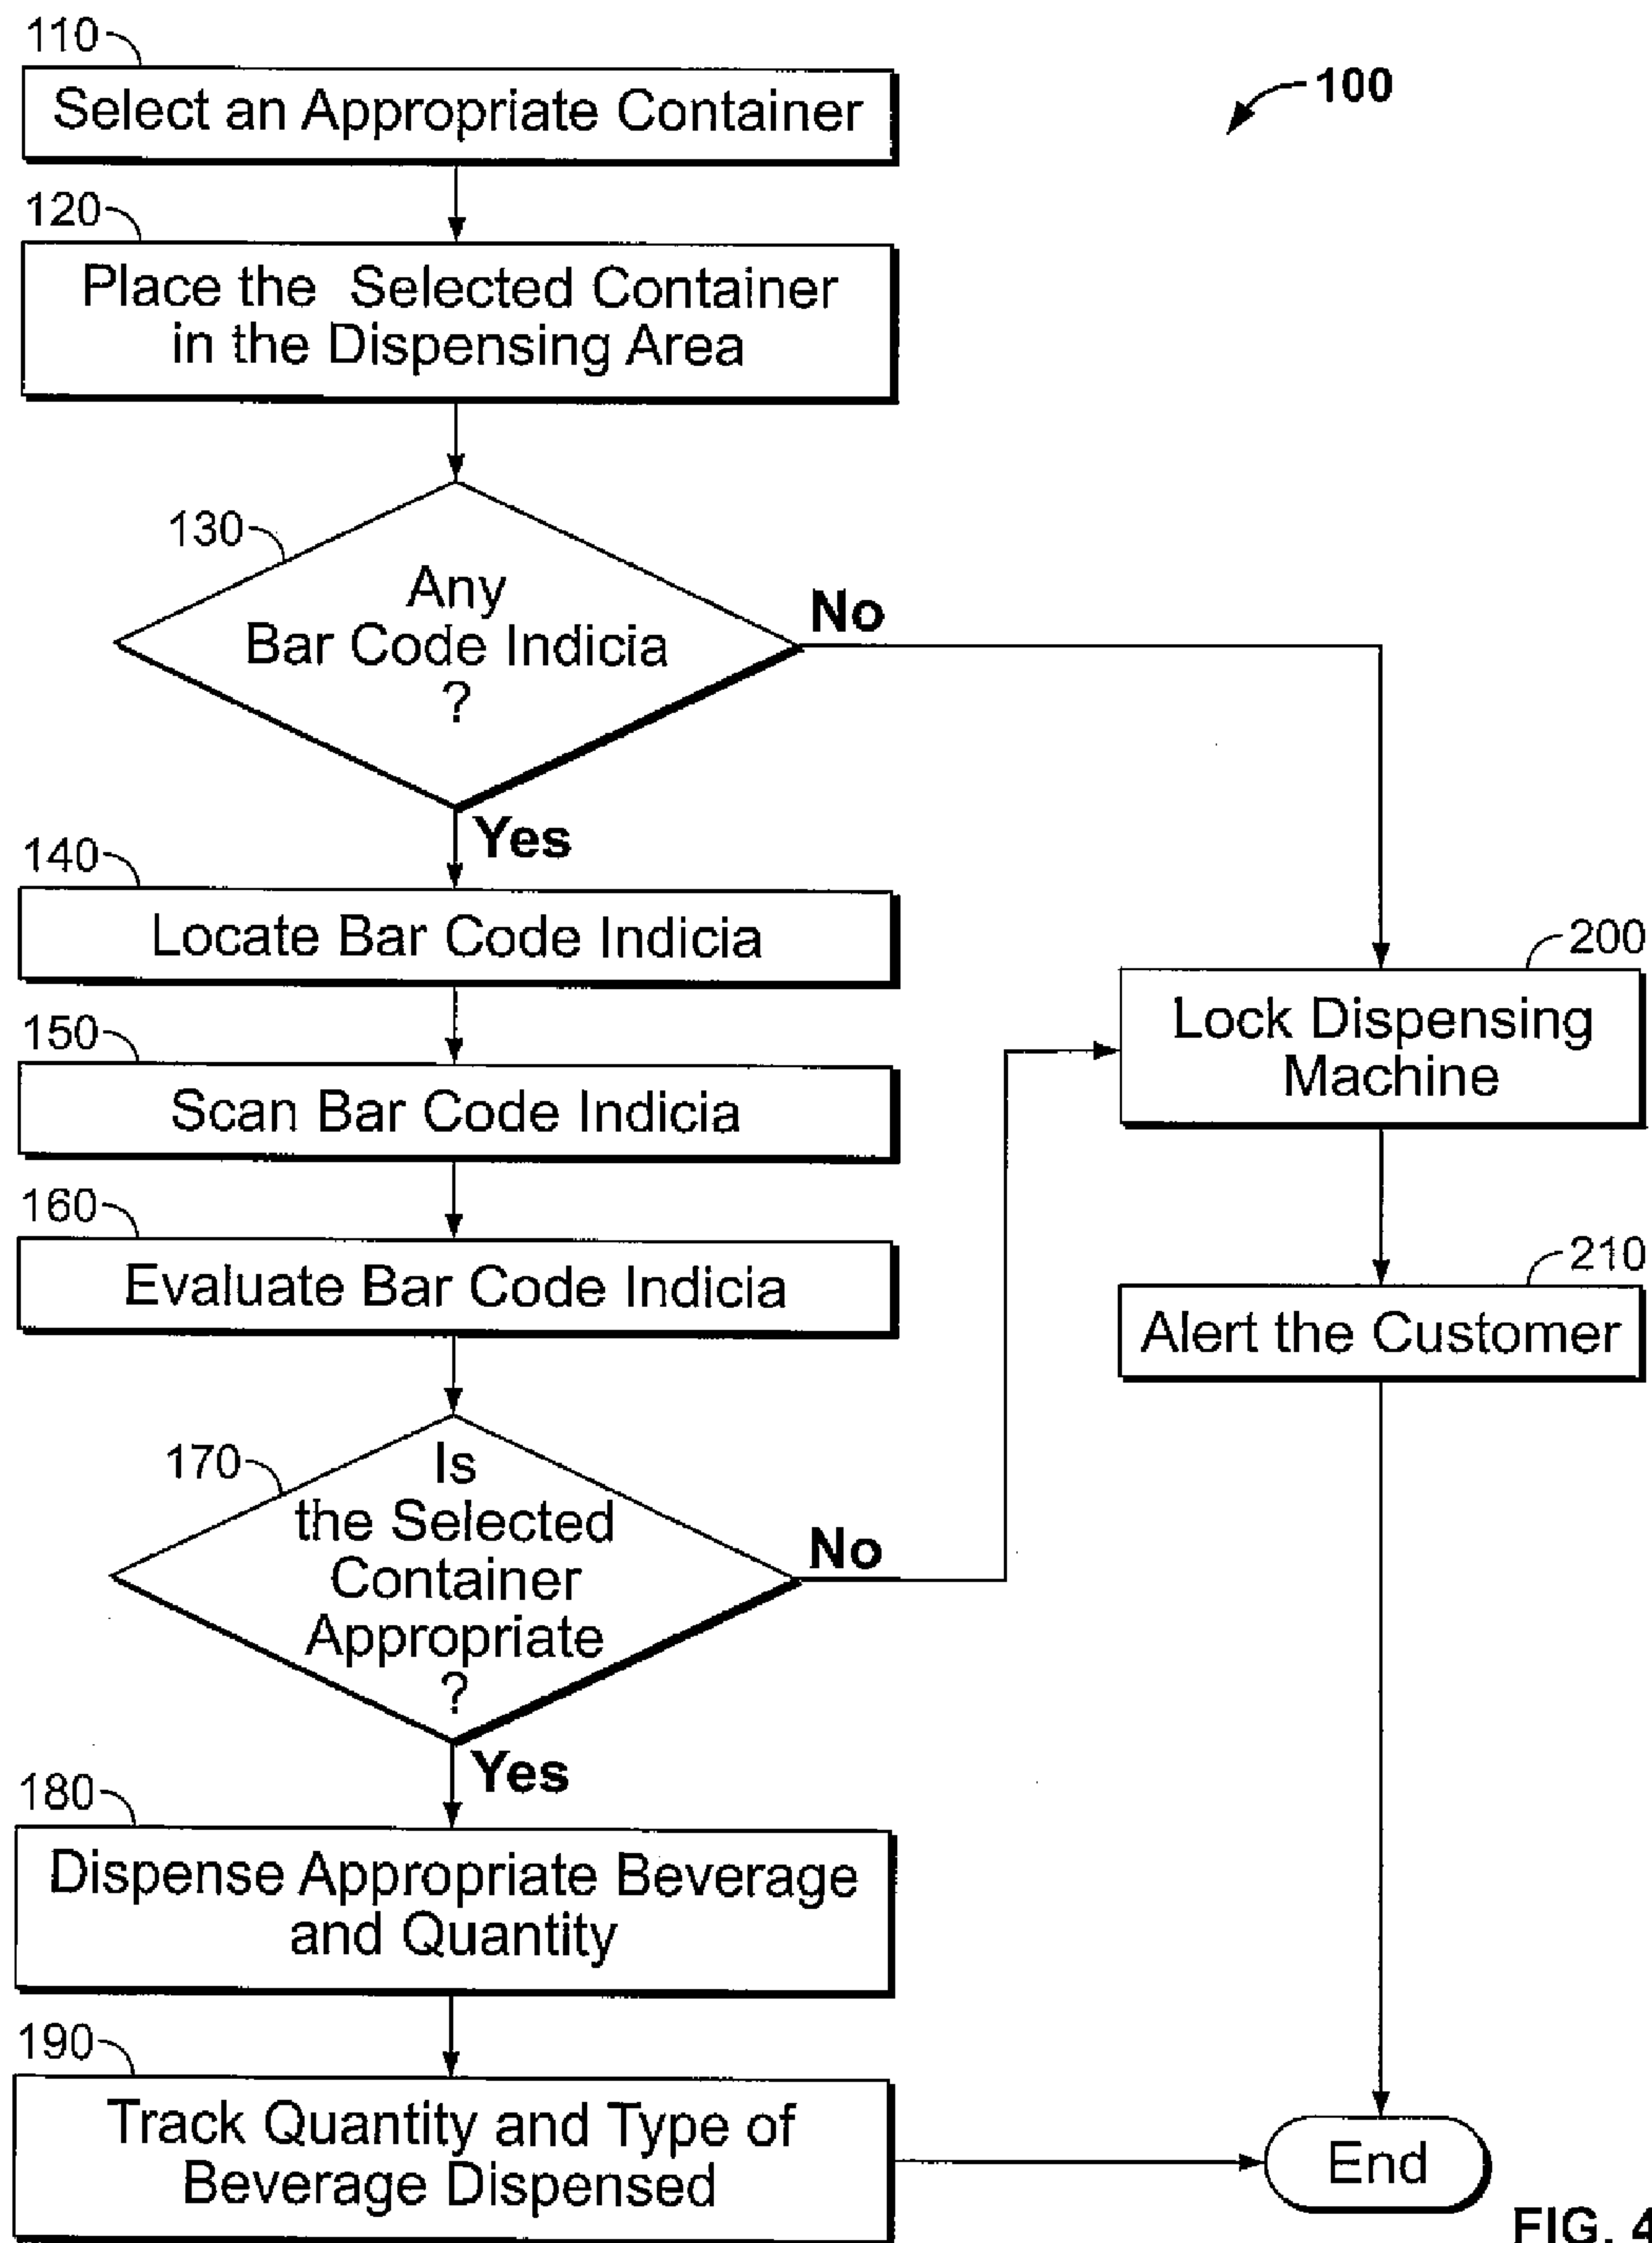 110
Select an Appropriate Container
100
120
Place the Selected Container
in the Dispensing Area
130
Any
Bar Code Indicia
?
No
Yes
140
Locate Bar Code Indicia
150
Scan Bar Code Indicia
160
Evaluate Bar Code Indicia
170
Is
the Selected
Container
Appropriate
?
No
Yes
180
Dispense Appropriate Beverage
and Quantity
190
Track Quantity and Type of
Beverage Dispensed
200
Lock Dispensing
Machine
210
Alert the Customer
End
FIG. 4